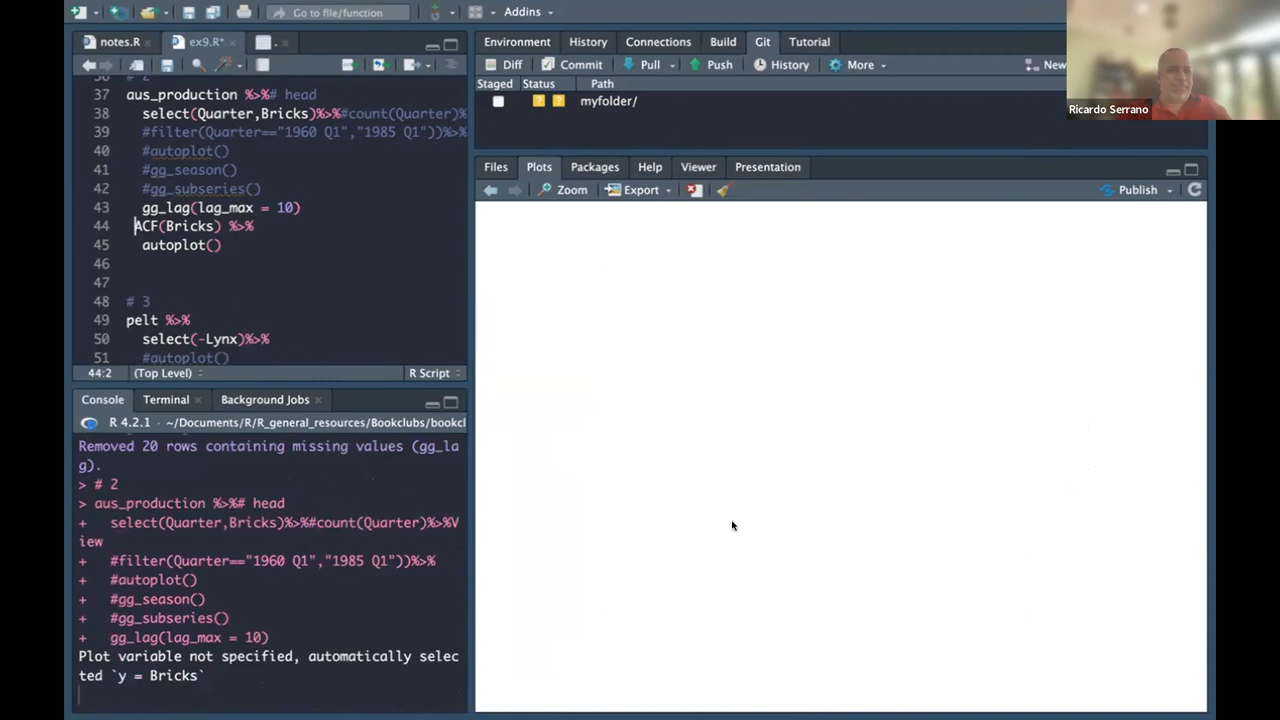 Go to file/function
Addins
notes.R
ex9.R*
.
Environment
History
Connections
Build
Git
Tutorial
Diff
Commit
Pull
Push
History
More
New
Staged
Status
Path
? ? myfolder/
Ricardo Serrano
37 aus_production %>%# head
38 select(Quarter,Bricks)%>%#count(Quarter)%
39 #filter(Quarter=="1960 Q1","1985 Q1"))%>%
40 #autoplot()
41 #gg_season()
42 #gg_subseries()
43 gg_lag(lag_max = 10)
44 ACF(Bricks) %>%
45 autoplot()
46
47
48 # 3
49 pelt %>%
50 select(-Lynx)%>%
51 #autoplot()
44:2
(Top Level)
R Script
Files
Plots
Packages
Help
Viewer
Presentation
Zoom
Export
Publish
Console
Terminal
Background Jobs
R 4.2.1 · ~/Documents/R/R_general_resources/Bookclubs/bookcl
Removed 20 rows containing missing values (gg_la
g).
> # 2
> aus_production %>%# head
+ select(Quarter,Bricks)%>%#count(Quarter)%>%V
iew
+ #filter(Quarter=="1960 Q1","1985 Q1"))%>%
+ #autoplot()
+ #gg_season()
+ #gg_subseries()
+ gg_lag(lag_max = 10)
Plot variable not specified, automatically selec
ted `y = Bricks`